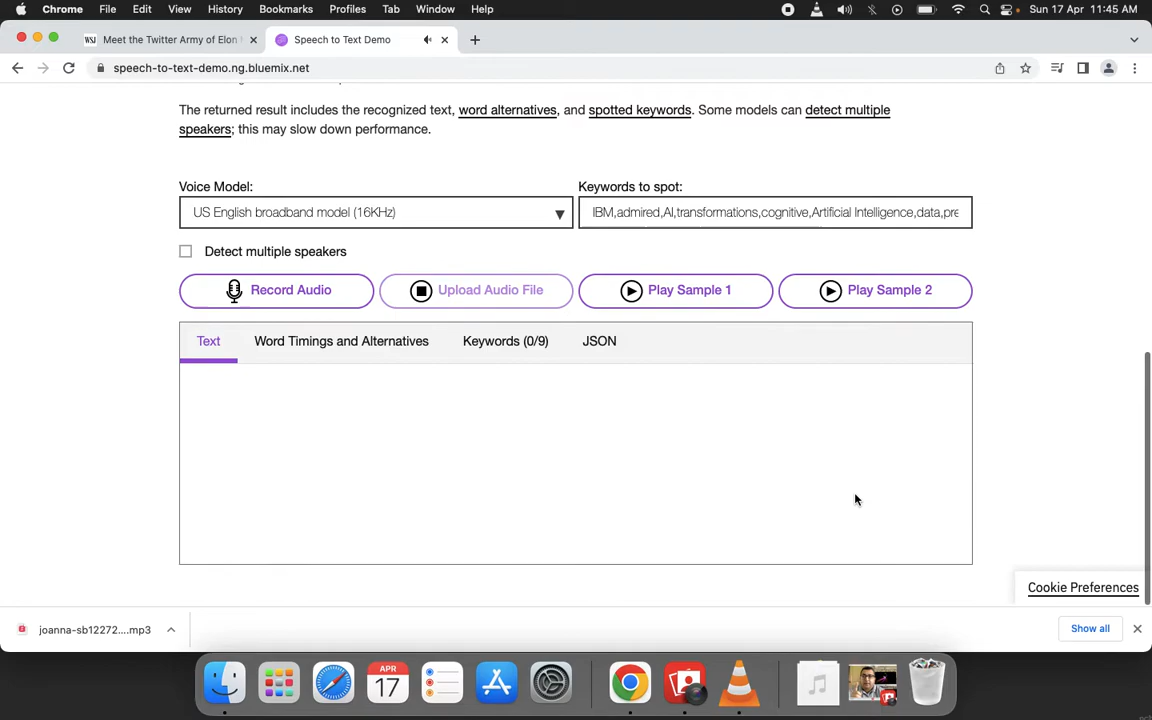 Chrome File Edit View History Bookmarks Profiles Tab Window Help Sun 17 Apr 11:45 AM
WSJ Meet the Twitter Army of Elon
Speech to Text Demo
speech-to-text-demo.ng.bluemix.net
The returned result includes the recognized text, word alternatives, and spotted keywords. Some models can detect multiple
speakers; this may slow down performance.
Voice Model: Keywords to spot:
US English broadband model (16KHz) IBM,admired,AI,transformations,cognitive,Artificial Intelligence,data,pre
Detect multiple speakers
Record Audio Upload Audio File Play Sample 1 Play Sample 2
Text Word Timings and Alternatives Keywords (0/9) JSON
Cookie Preferences
joanna-sb12272....mp3 Show all
APR
17